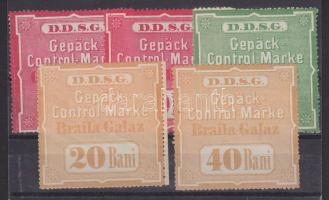 D.D.S.G.
Gepäck
Control-Marke
D.D.S.G.
Gepäck
Control-Marke
D.D.S.G.
Gepäck
Control-Marke
D.D.S.G.
Gepäck
Control-Marke
Braila-Galaz
20 Bani
D.D.S.G.
Gepäck
Control-Marke
Braila-Galaz
40 Bani